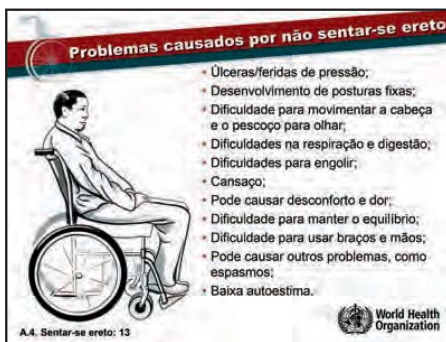 Problemas causados por não sentar-se ereto
• Úlceras/feridas de pressão;
• Desenvolvimento de posturas fixas;
• Dificuldade para movimentar a cabeça
e o pescoço para olhar;
• Dificuldades na respiração e digestão;
• Dificuldades para engolir;
• Cansaço;
• Pode causar desconforto e dor;
• Dificuldade para manter o equilíbrio;
• Dificuldade para usar braços e mãos;
• Pode causar outros problemas, como
espasmos;
• Baixa autoestima.
World Health
Organization
A.4. Sentar-se ereto: 13